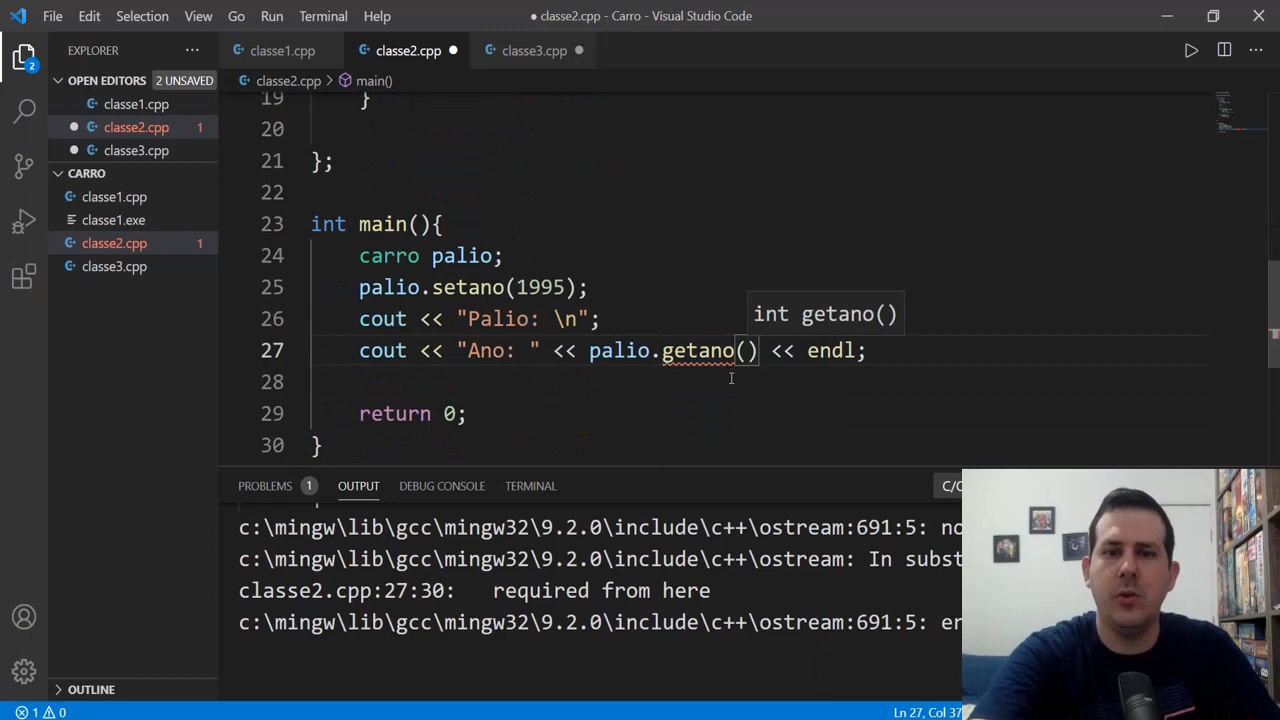 File Edit Selection View Go Run Terminal Help
● classe2.cpp - Carro - Visual Studio Code
EXPLORER ···
classe1.cpp classe2.cpp ● classe3.cpp ●
OPEN EDITORS 2 UNSAVED
classe2.cpp > main()
classe1.cpp
classe2.cpp 1
classe3.cpp
CARRO
classe1.cpp
classe1.exe
classe2.cpp 1
classe3.cpp
2
19 }
20
21 };
22
23 int main(){
24 carro palio;
25 palio.setano(1995);
26 cout << "Palio: \n";
int getano()
27 cout << "Ano: " << palio.getano() << endl;
28
29 return 0;
30 }
PROBLEMS 1 OUTPUT DEBUG CONSOLE TERMINAL C/C
c:\mingw\lib\gcc\mingw32\9.2.0\include\c++\ostream:691:5: no
c:\mingw\lib\gcc\mingw32\9.2.0\include\c++\ostream: In subst
classe2.cpp:27:30:   required from here
c:\mingw\lib\gcc\mingw32\9.2.0\include\c++\ostream:691:5: er
OUTLINE
1 0
Ln 27, Col 37